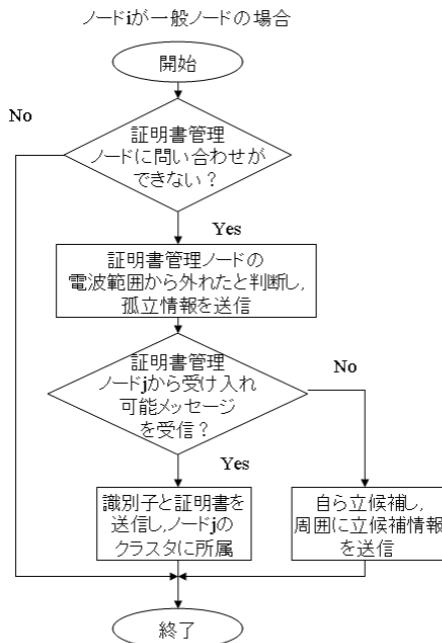 ノードiが一般ノードの場合
開始
No
証明書管理
ノードに問い合わせが
できない？
Yes
証明書管理ノードの
電波範囲から外れたと判断し,
孤立情報を送信
証明書管理
ノードjから受け入れ
可能メッセージ
を受信？
No
Yes
識別子と証明書を
送信し,ノードjの
クラスタに所属
自ら立候補し,
周囲に立候補情報
を送信
終了